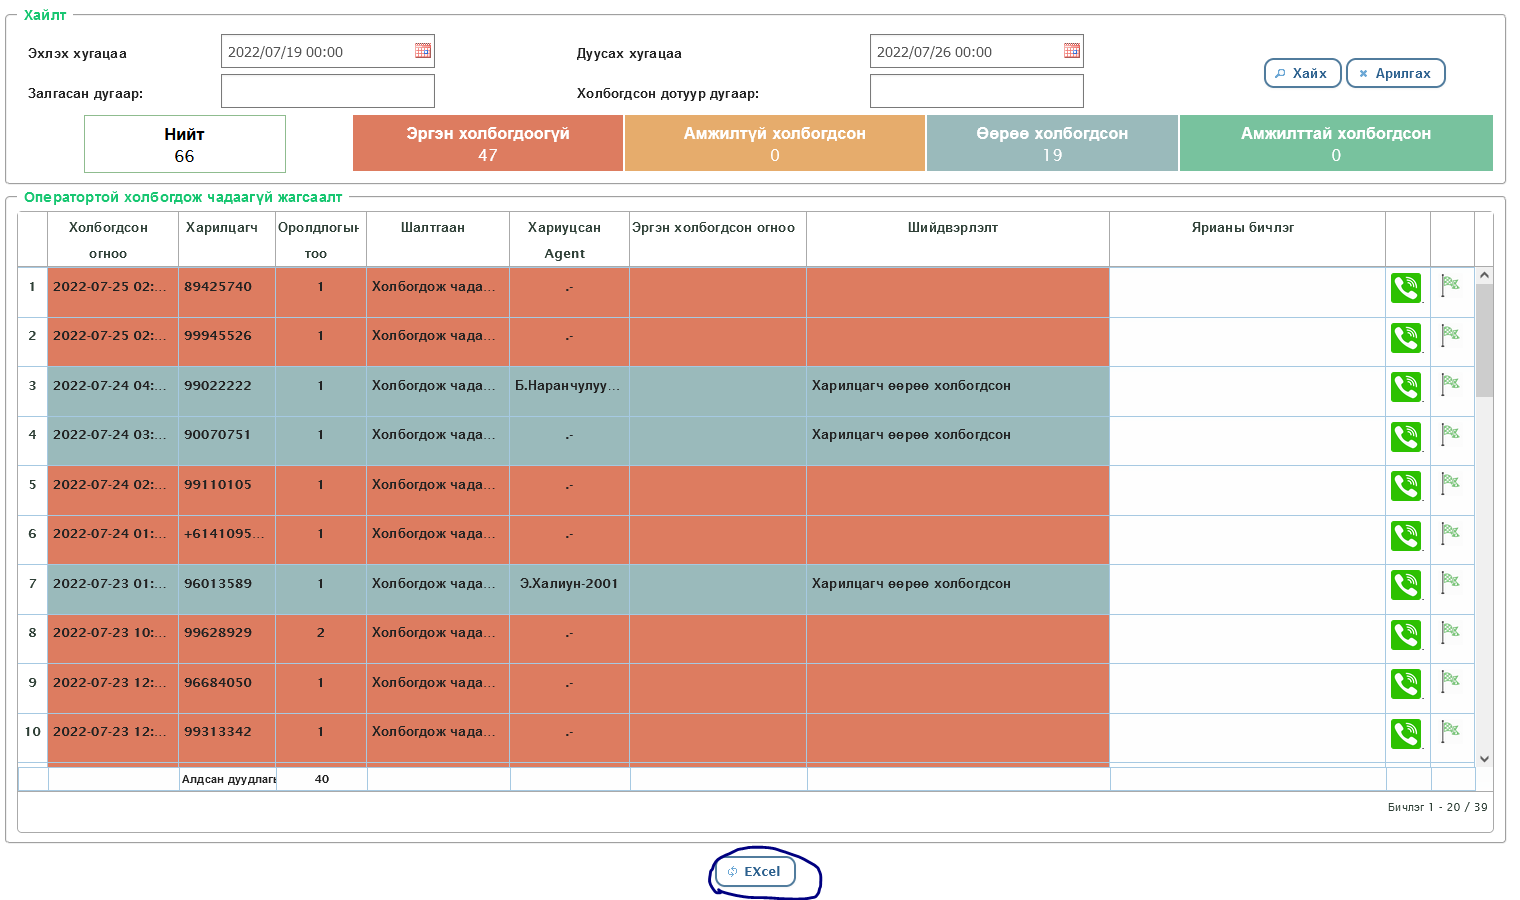 Хайлт
Эхлэх хугацаа 2022/07/19 00:00 Дуусах хугацаа 2022/07/26 00:00
Хайх Арилгах
Залгасан дугаар: Холбогдсон дотуур дугаар:
Нийт Эргэн холбогдоогүй Амжилтүй холбогдсон Өөрөө холбогдсон Амжилттай холбогдсон
66 47 0 19 0
Оператортой холбогдож чадаагүй жагсаалт
Холбогдсон Харилцагч Оролдлогын Шалтгаан Хариуцсан Эргэн холбогдсон огноо Шийдвэрлэлт Ярианы бичлэг
огноо тоо Agent
1 2022-07-25 02:... 89425740 1 Холбогдож чада... .-
2 2022-07-25 02:... 99945526 1 Холбогдож чада... .-
3 2022-07-24 04:... 99022222 1 Холбогдож чада... Б.Наранчулуу... Харилцагч өөрөө холбогдсон
4 2022-07-24 03:... 90070751 1 Холбогдож чада... .- Харилцагч өөрөө холбогдсон
5 2022-07-24 02:... 99110105 1 Холбогдож чада... .-
6 2022-07-24 01:... +6141095... 1 Холбогдож чада... .-
7 2022-07-23 01:... 96013589 1 Холбогдож чада... Э.Халиун-2001 Харилцагч өөрөө холбогдсон
8 2022-07-23 10:... 99628929 2 Холбогдож чада... .-
9 2022-07-23 12:... 96684050 1 Холбогдож чада... .-
10 2022-07-23 12:... 99313342 1 Холбогдож чада... .-
Алдсан дуудлагы 40
Бичлэг 1 - 20 / 39
EXcel